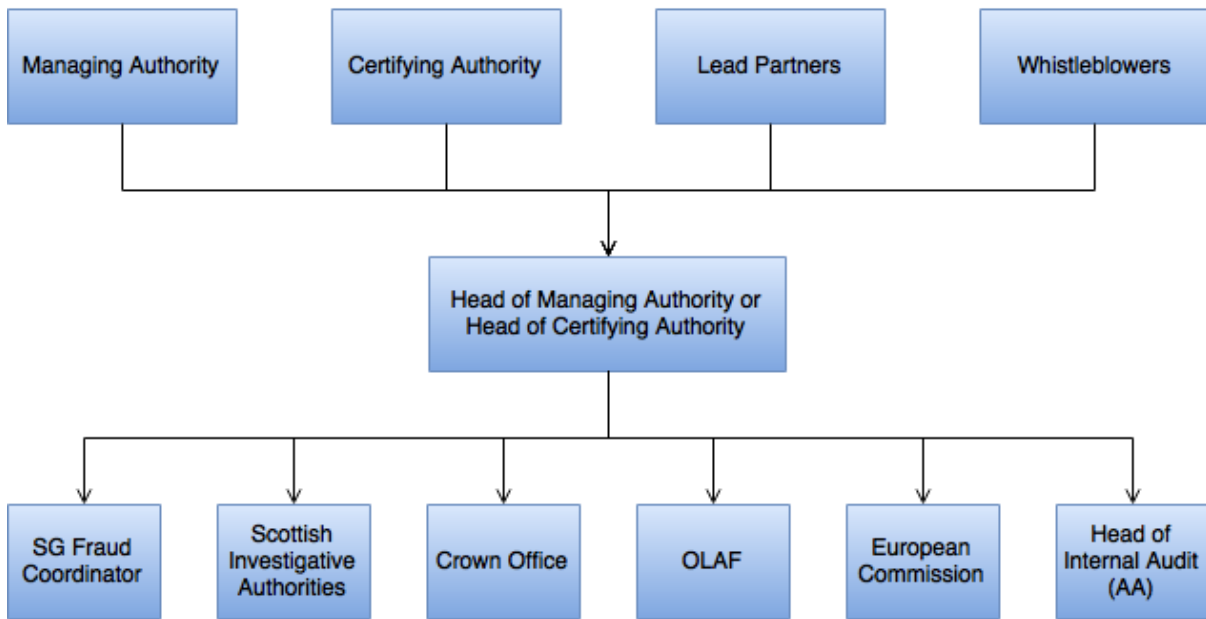 Managing Authority
Certifying Authority
Lead Partners
Whistleblowers
Head of Managing Authority or
Head of Certifying Authority
SG Fraud
Coordinator
Scottish
Investigative
Authorities
Crown Office
OLAF
European
Commission
Head of
Internal Audit
(AA)